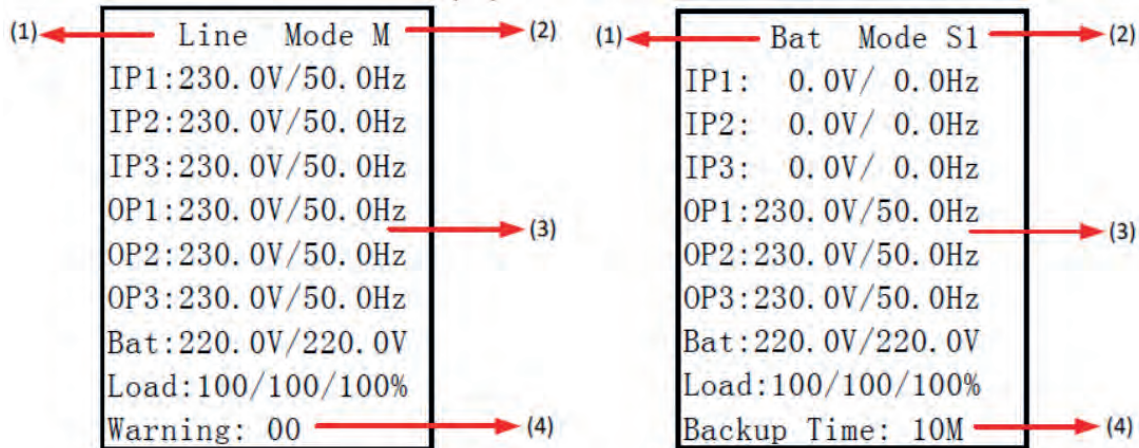 (1) Line Mode M (2)
IP1:230.0V/50.0Hz
IP2:230.0V/50.0Hz
IP3:230.0V/50.0Hz
OP1:230.0V/50.0Hz
(3)
OP2:230.0V/50.0Hz
OP3:230.0V/50.0Hz
Bat:220.0V/220.0V
Load:100/100/100%
Warning: 00 (4)
(1) Bat Mode S1 (2)
IP1: 0.0V/ 0.0Hz
IP2: 0.0V/ 0.0Hz
IP3: 0.0V/ 0.0Hz
OP1:230.0V/50.0Hz
(3)
OP2:230.0V/50.0Hz
OP3:230.0V/50.0Hz
Bat:220.0V/220.0V
Load:100/100/100%
Backup Time: 10M (4)